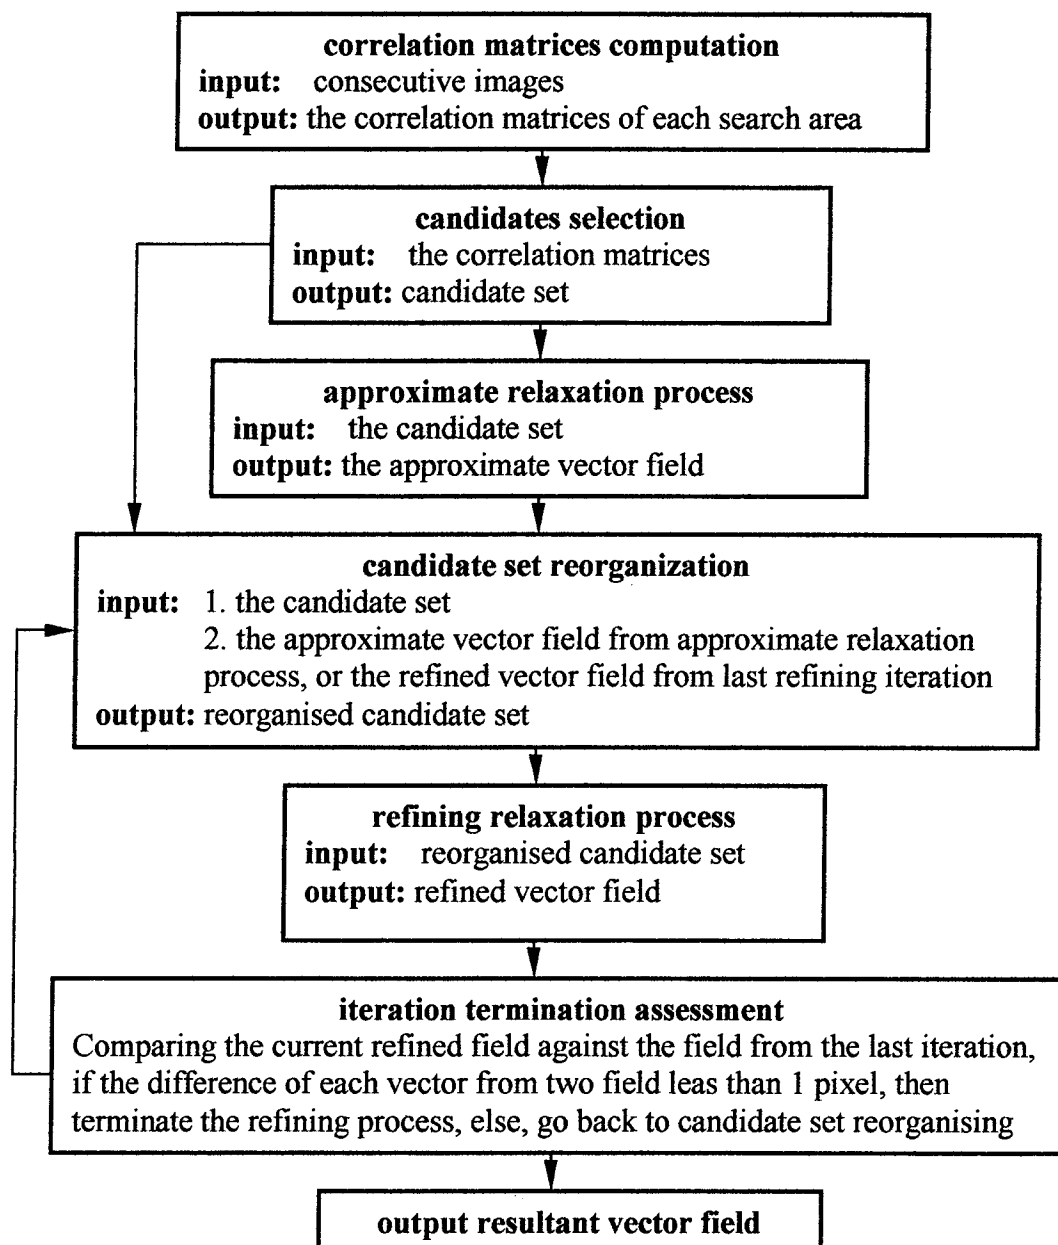 correlation matrices computation
input: consecutive images
output: the correlation matrices of each search area
candidates selection
input: the correlation matrices
output: candidate set
approximate relaxation process
input: the candidate set
output: the approximate vector field
candidate set reorganization
input: 1. the candidate set
2. the approximate vector field from approximate relaxation
process, or the refined vector field from last refining iteration
output: reorganised candidate set
refining relaxation process
input: reorganised candidate set
output: refined vector field
iteration termination assessment
Comparing the current refined field against the field from the last iteration,
if the difference of each vector from two field leas than 1 pixel, then
terminate the refining process, else, go back to candidate set reorganising
output resultant vector field